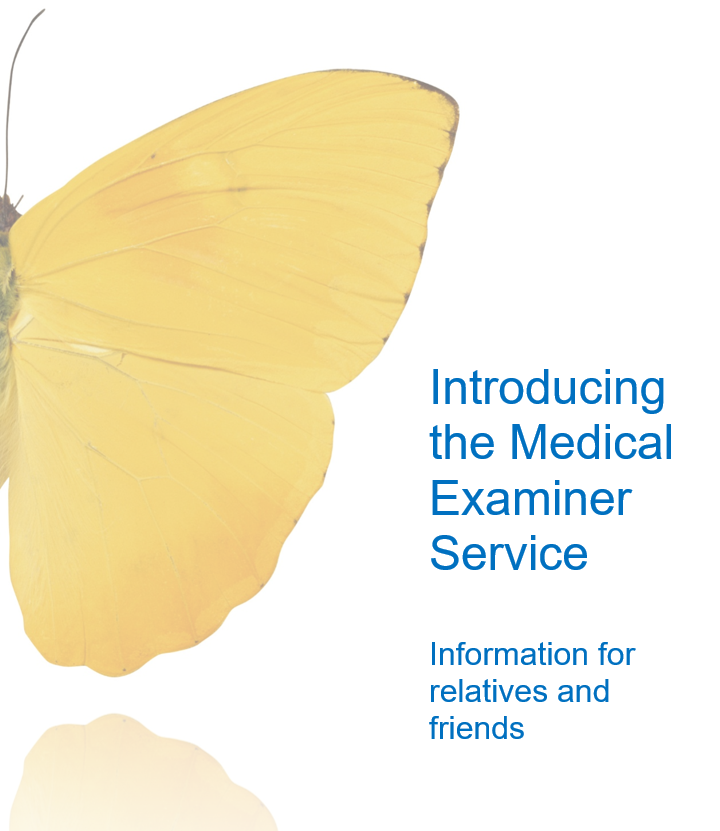 Introducing
the Medical
Examiner
Service
Information for
relatives and
friends